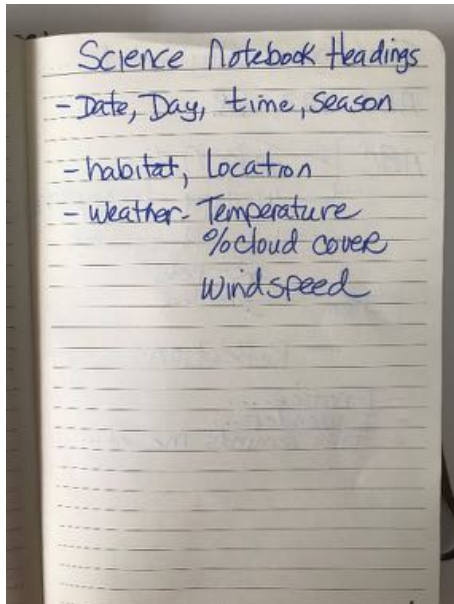 Science Notebook Headings
- Date, Day, time, season
- habitat, Location
- weather - Temperature
% cloud cover
windspeed